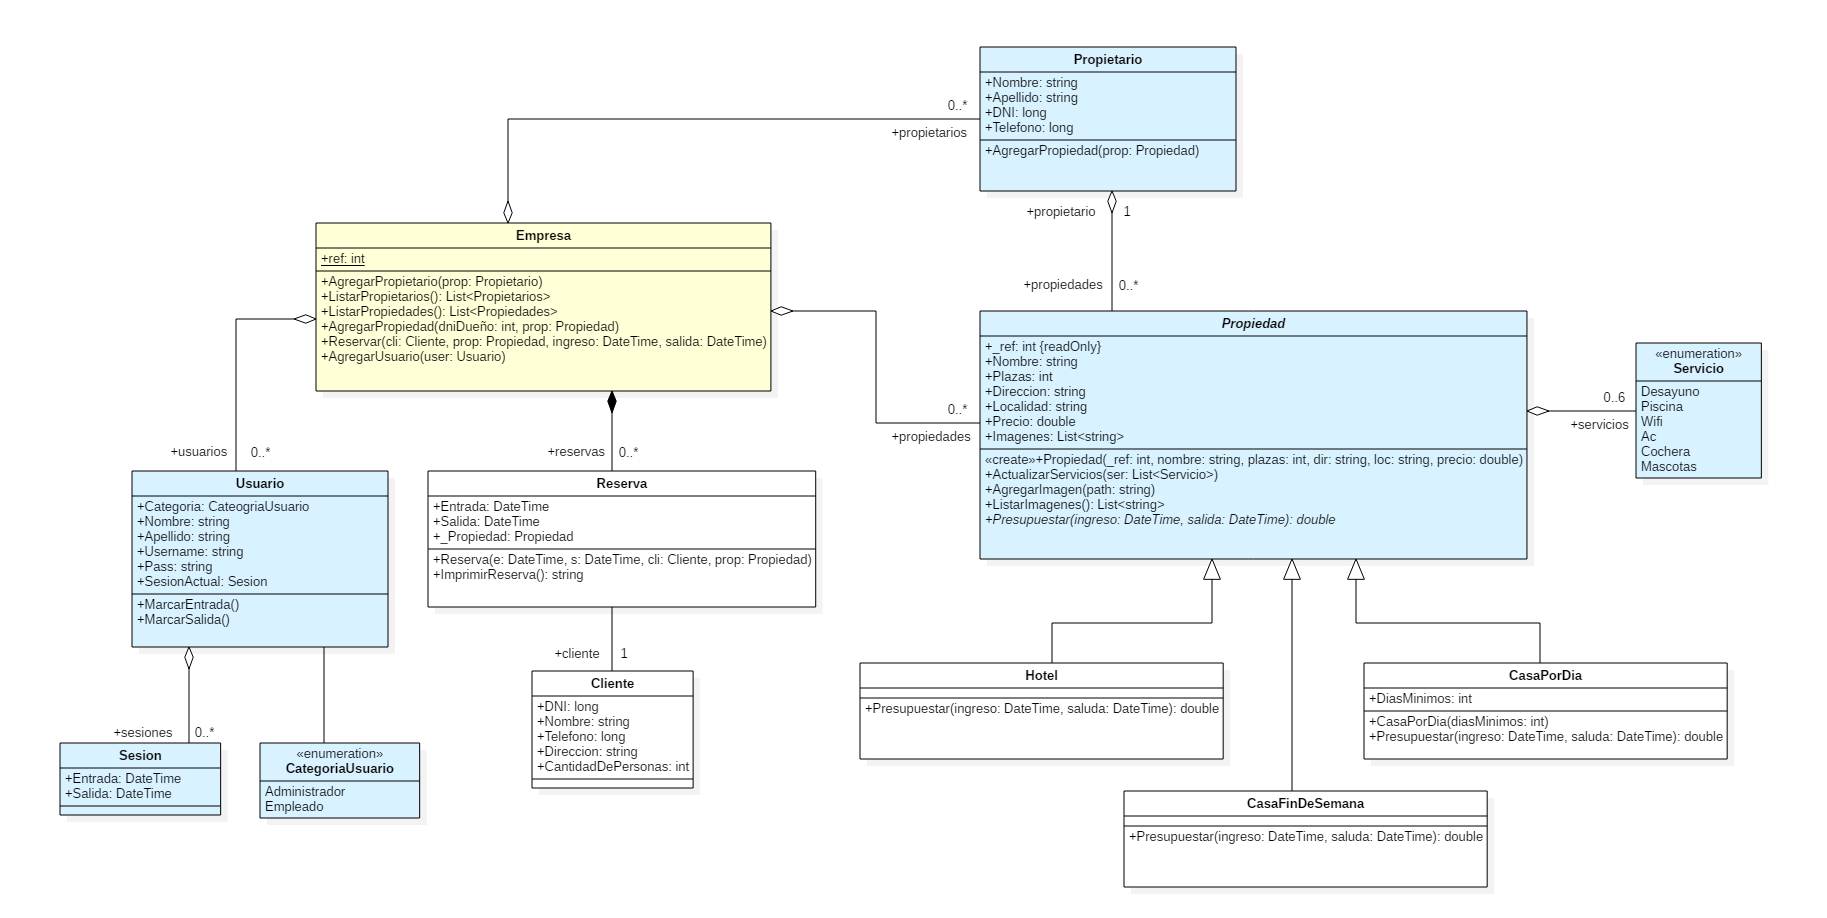 Propietario
+Nombre: string
+Apellido: string
+DNI: long
+Telefono: long
+AgregarPropiedad(prop: Propiedad)
0..*
+propietarios
+propietario 1
+propiedades 0..*
Empresa
+ref: int
+AgregarPropietario(prop: Propietario)
+ListarPropietarios(): List<Propietarios>
+ListarPropiedades(): List<Propiedades>
+AgregarPropiedad(dniDueño: int, prop: Propiedad)
+Reservar(cli: Cliente, prop: Propiedad, ingreso: DateTime, salida: DateTime)
+AgregarUsuario(user: Usuario)
0..*
+propiedades
Propiedad
+_ref: int {readOnly}
+Nombre: string
+Plazas: int
+Direccion: string
+Localidad: string
+Precio: double
+Imagenes: List<string>
«create»+Propiedad(_ref: int, nombre: string, plazas: int, dir: string, loc: string, precio: double)
+ActualizarServicios(ser: List<Servicio>)
+AgregarImagen(path: string)
+ListarImagenes(): List<string>
+Presupuestar(ingreso: DateTime, salida: DateTime): double
0..6
+servicios
«enumeration»
Servicio
Desayuno
Piscina
Wifi
Ac
Cochera
Mascotas
+usuarios 0..*
+reservas 0..*
Usuario
+Categoria: CateogriaUsuario
+Nombre: string
+Apellido: string
+Username: string
+Pass: string
+SesionActual: Sesion
+MarcarEntrada()
+MarcarSalida()
Reserva
+Entrada: DateTime
+Salida: DateTime
+_Propiedad: Propiedad
+Reserva(e: DateTime, s: DateTime, cli: Cliente, prop: Propiedad)
+ImprimirReserva(): string
+cliente 1
Cliente
+DNI: long
+Nombre: string
+Telefono: long
+Direccion: string
+CantidadDePersonas: int
+sesiones 0..*
Sesion
+Entrada: DateTime
+Salida: DateTime
«enumeration»
CategoriaUsuario
Administrador
Empleado
Hotel
+Presupuestar(ingreso: DateTime, saluda: DateTime): double
CasaPorDia
+DiasMinimos: int
+CasaPorDia(diasMinimos: int)
+Presupuestar(ingreso: DateTime, saluda: DateTime): double
CasaFinDeSemana
+Presupuestar(ingreso: DateTime, saluda: DateTime): double